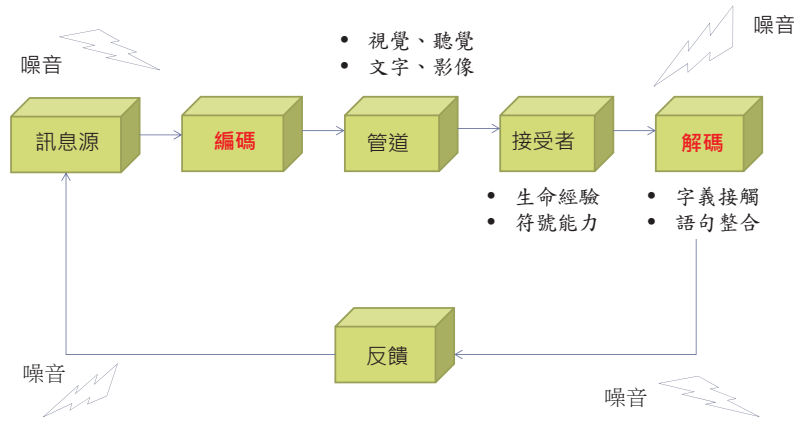 噪音
• 視覺、聽覺
• 文字、影像
噪音
訊息源
編碼
管道
接受者
解碼
• 生命經驗
• 符號能力
• 字義接觸
• 語句整合
反饋
噪音
噪音